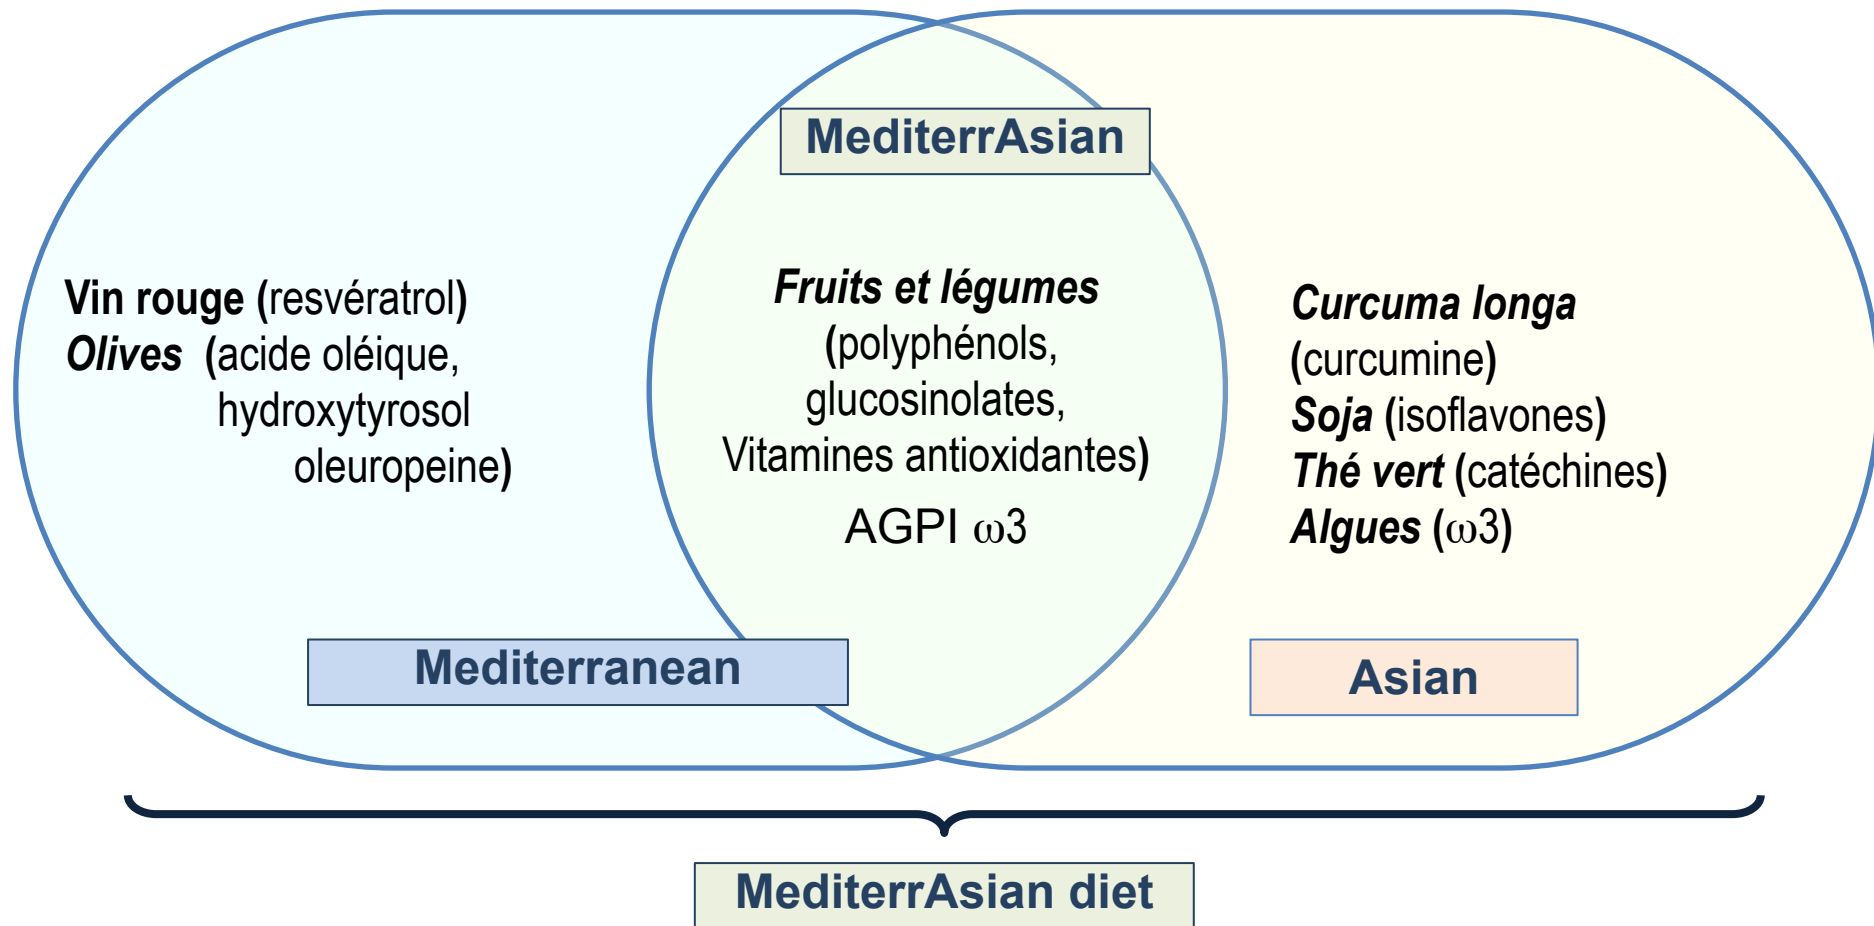 MediterrAsian
Vin rouge (resvératrol)
Olives (acide oléique,
hydroxytyrosol
oleuropeine)
Fruits et légumes
(polyphénols,
glucosinolates,
Vitamines antioxidantes)
AGPI ω3
Curcuma longa
(curcumine)
Soja (isoflavones)
Thé vert (catéchines)
Algues (ω3)
Mediterranean
Asian
MediterrAsian diet